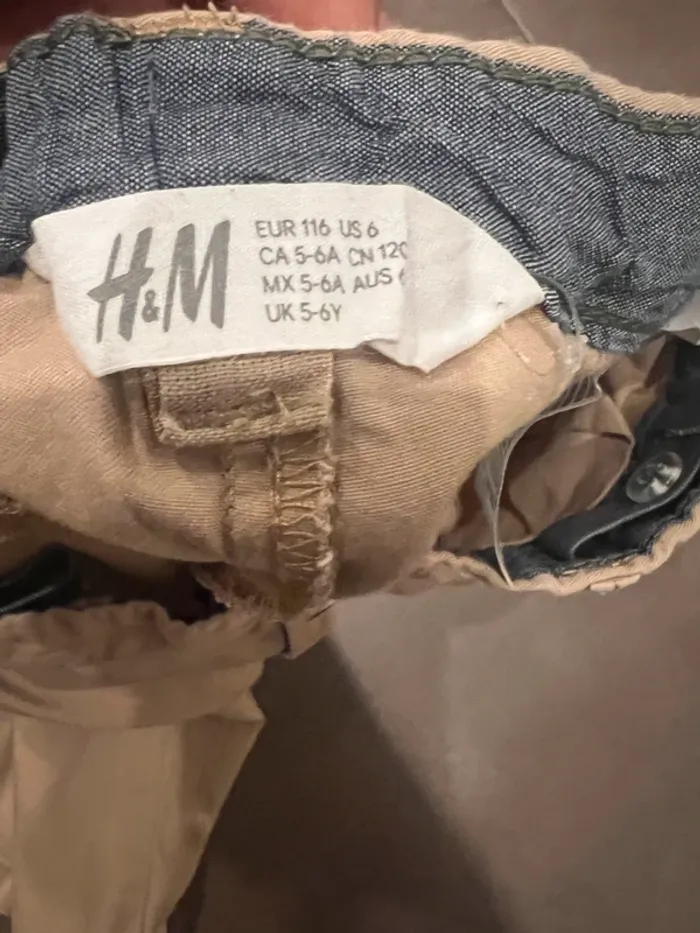 H&M
EUR 116 US 6
CA 5-6A CN 120
MX 5-6A AUS
UK 5-6Y